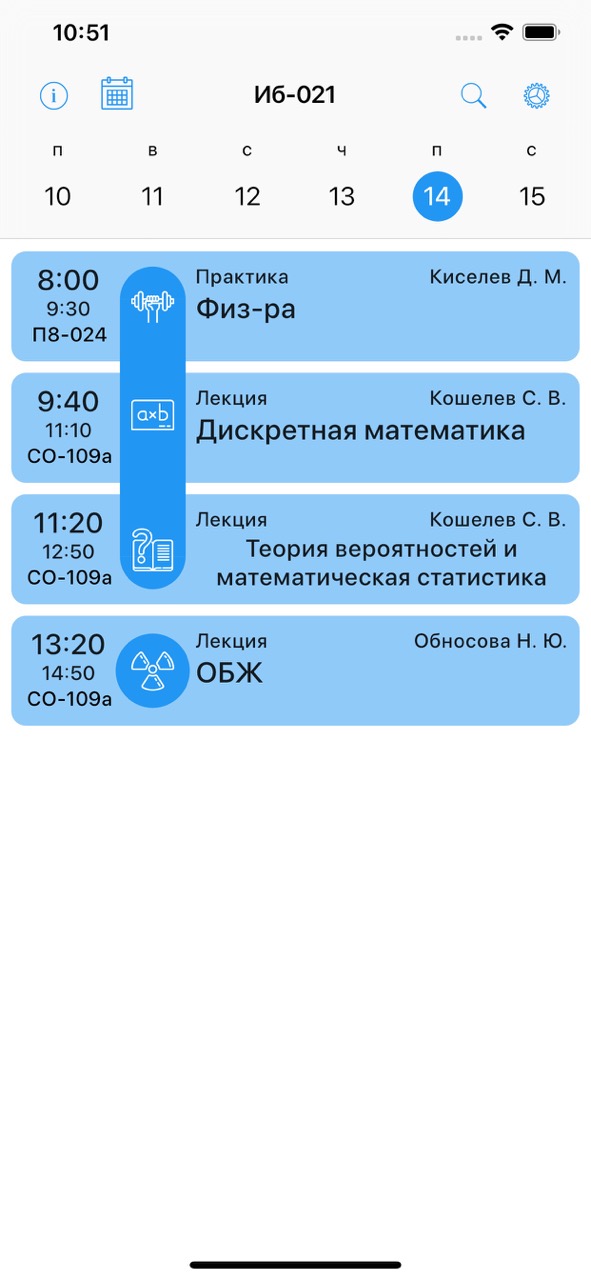 10:51
Иб-021
п в с ч п с
10 11 12 13 14 15
8:00
9:30
П8-024
Практика
Киселев Д. М.
Физ-ра
9:40
11:10
СО-109а
a×b
Лекция
Кошелев С. В.
Дискретная математика
11:20
12:50
СО-109а
?
Лекция
Кошелев С. В.
Теория вероятностей и
математическая статистика
13:20
14:50
СО-109а
Лекция
Обносова Н. Ю.
ОБЖ